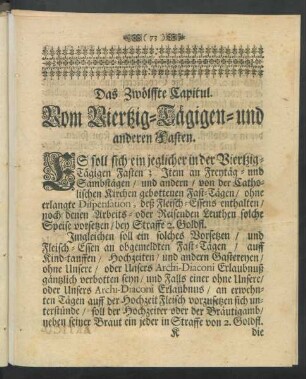 ( 73 )
Das Zwölffte Capitul.
Vom Viertzig-Tägigen- und
anderen Fasten.
ES soll sich ein jeglicher in der Viertzig-
Tägigen Fasten; Item an Freytäg- und
Sambstägen / und andern / von der Catho-
lischen Kirchen gebottenen Fast-Tägen / ohne
erlangte Dispensation, deß Fleisch-Essens enthalten /
noch denen Arbeits- oder Reisenden Leuthen solche
Speise vorsetzen / bey Straffe 2. Goldfl.
Ingleichen soll ein solches Vorsetzen / und
Fleisch-Essen an obgemeldten Fast-Tägen / auff
Kind-tauffen / Hochzeiten / und andern Gastereyen /
ohne Unsere / oder Unsers Archi-Diaconi Erlaubnuß
gäntzlich verbotten seyn / und Falls einer ohne Unsere /
oder Unsers Archi-Diaconi Erlaubnus / an erwehn-
ten Tägen auff der Hochzeit Fleisch vorzusetzen sich un-
terstünde / soll der Hochzeiter oder der Bräutigamb /
neben seiner Braut ein jeder in Straffe von 2. Goldfl.
K die